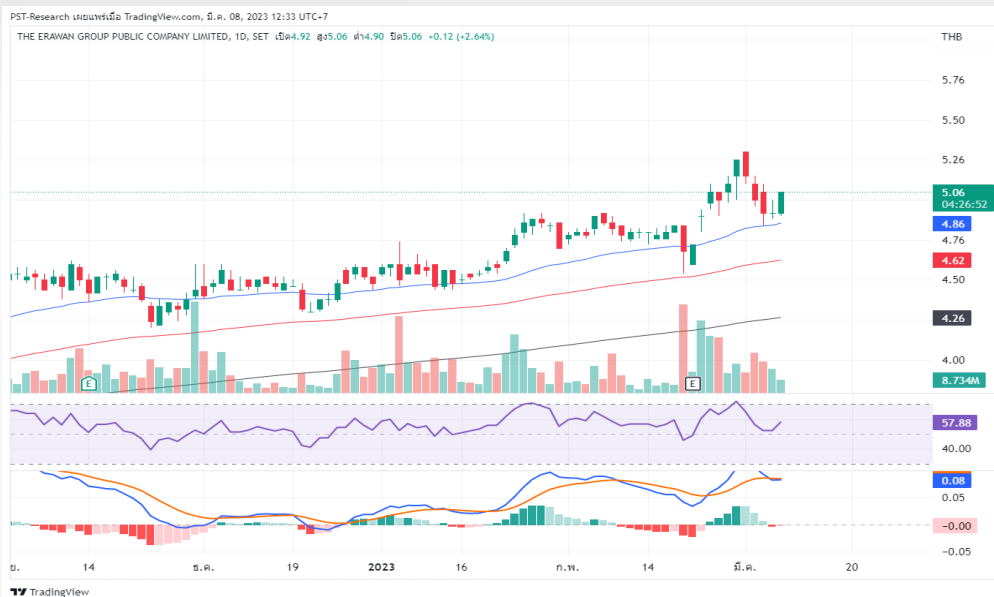 PST-Research เผยแพร่เมื่อ TradingView.com, มี.ค. 08, 2023 12:33 UTC+7
THE ERAWAN GROUP PUBLIC COMPANY LIMITED, 1D, SET เปิด4.92 สูง5.06 ต่ำ4.90 ปิด5.06 +0.12 (+2.64%)
THB
5.76
5.50
5.26
5.06
04:26:52
4.86
4.76
4.62
4.50
4.26
4.00
8.734M
E
E
57.88
40.00
0.08
0.05
−0.00
−0.05
ย. 14 ธ.ค. 19 2023 16 ก.พ. 14 มี.ค. 20
TradingView